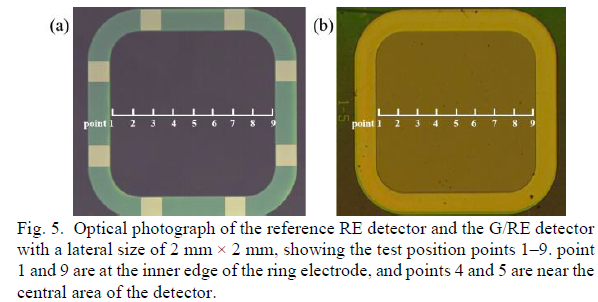 (a)
(b)
point 1 2 3 4 5 6 7 8 9
1-5
point 1 2 3 4 5 6 7 8 9
Fig. 5. Optical photograph of the reference RE detector and the G/RE detector
with a lateral size of 2 mm × 2 mm, showing the test position points 1–9. point
1 and 9 are at the inner edge of the ring electrode, and points 4 and 5 are near the
central area of the detector.